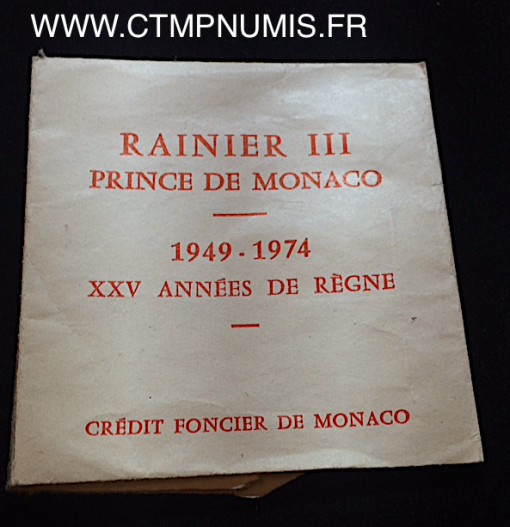 WWW.CTMPNUMIS.FR
RAINIER III
PRINCE DE MONACO
1949 - 1974
XXV ANNÉES DE RÈGNE
CRÉDIT FONCIER DE MONACO